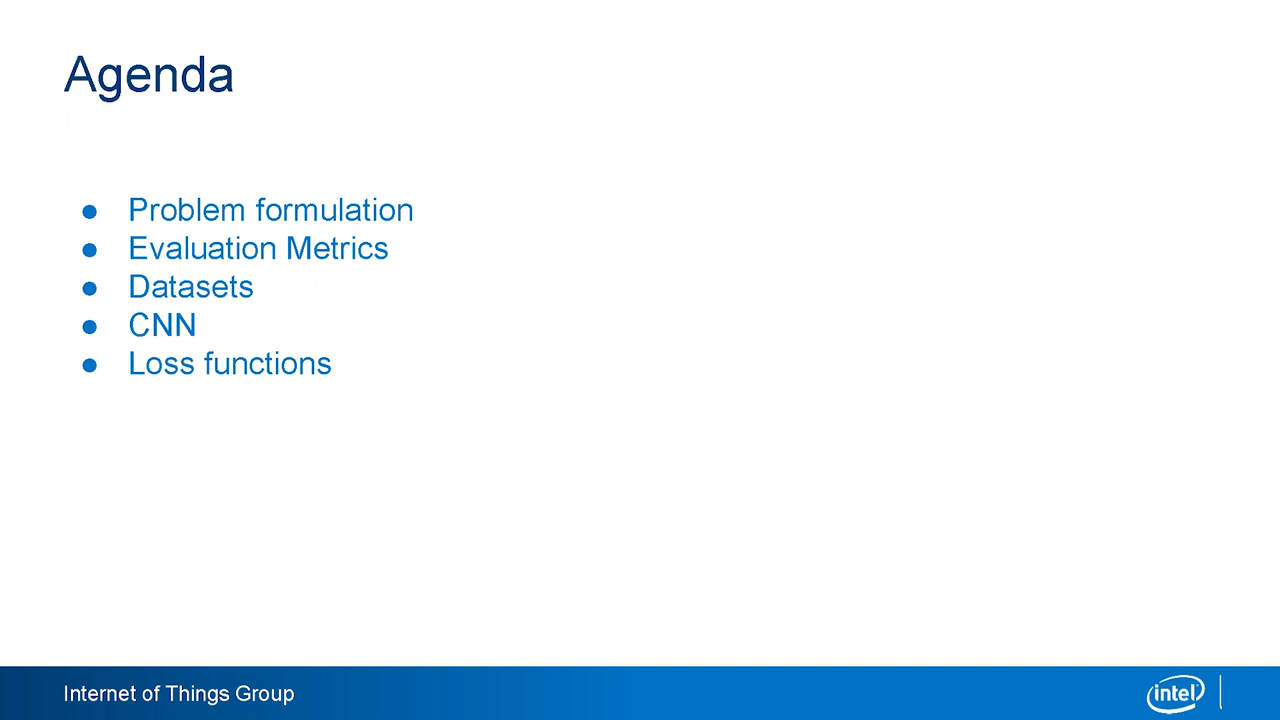 Agenda
● Problem formulation
● Evaluation Metrics
● Datasets
● CNN
● Loss functions
Internet of Things Group
intel